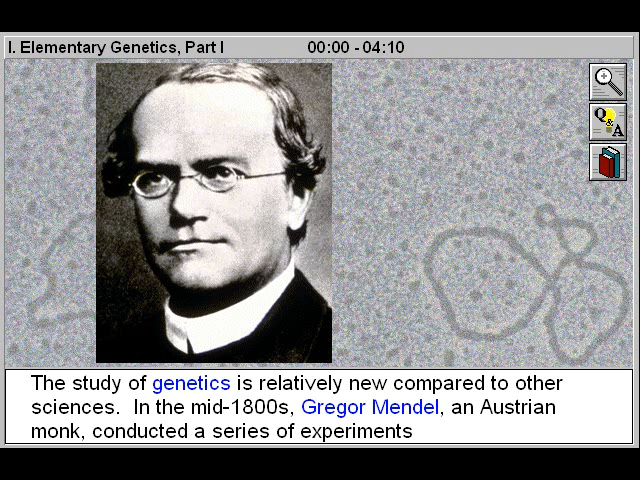 I. Elementary Genetics, Part I 00:00 - 04:10
Q&A
The study of genetics is relatively new compared to other
sciences. In the mid-1800s, Gregor Mendel, an Austrian
monk, conducted a series of experiments